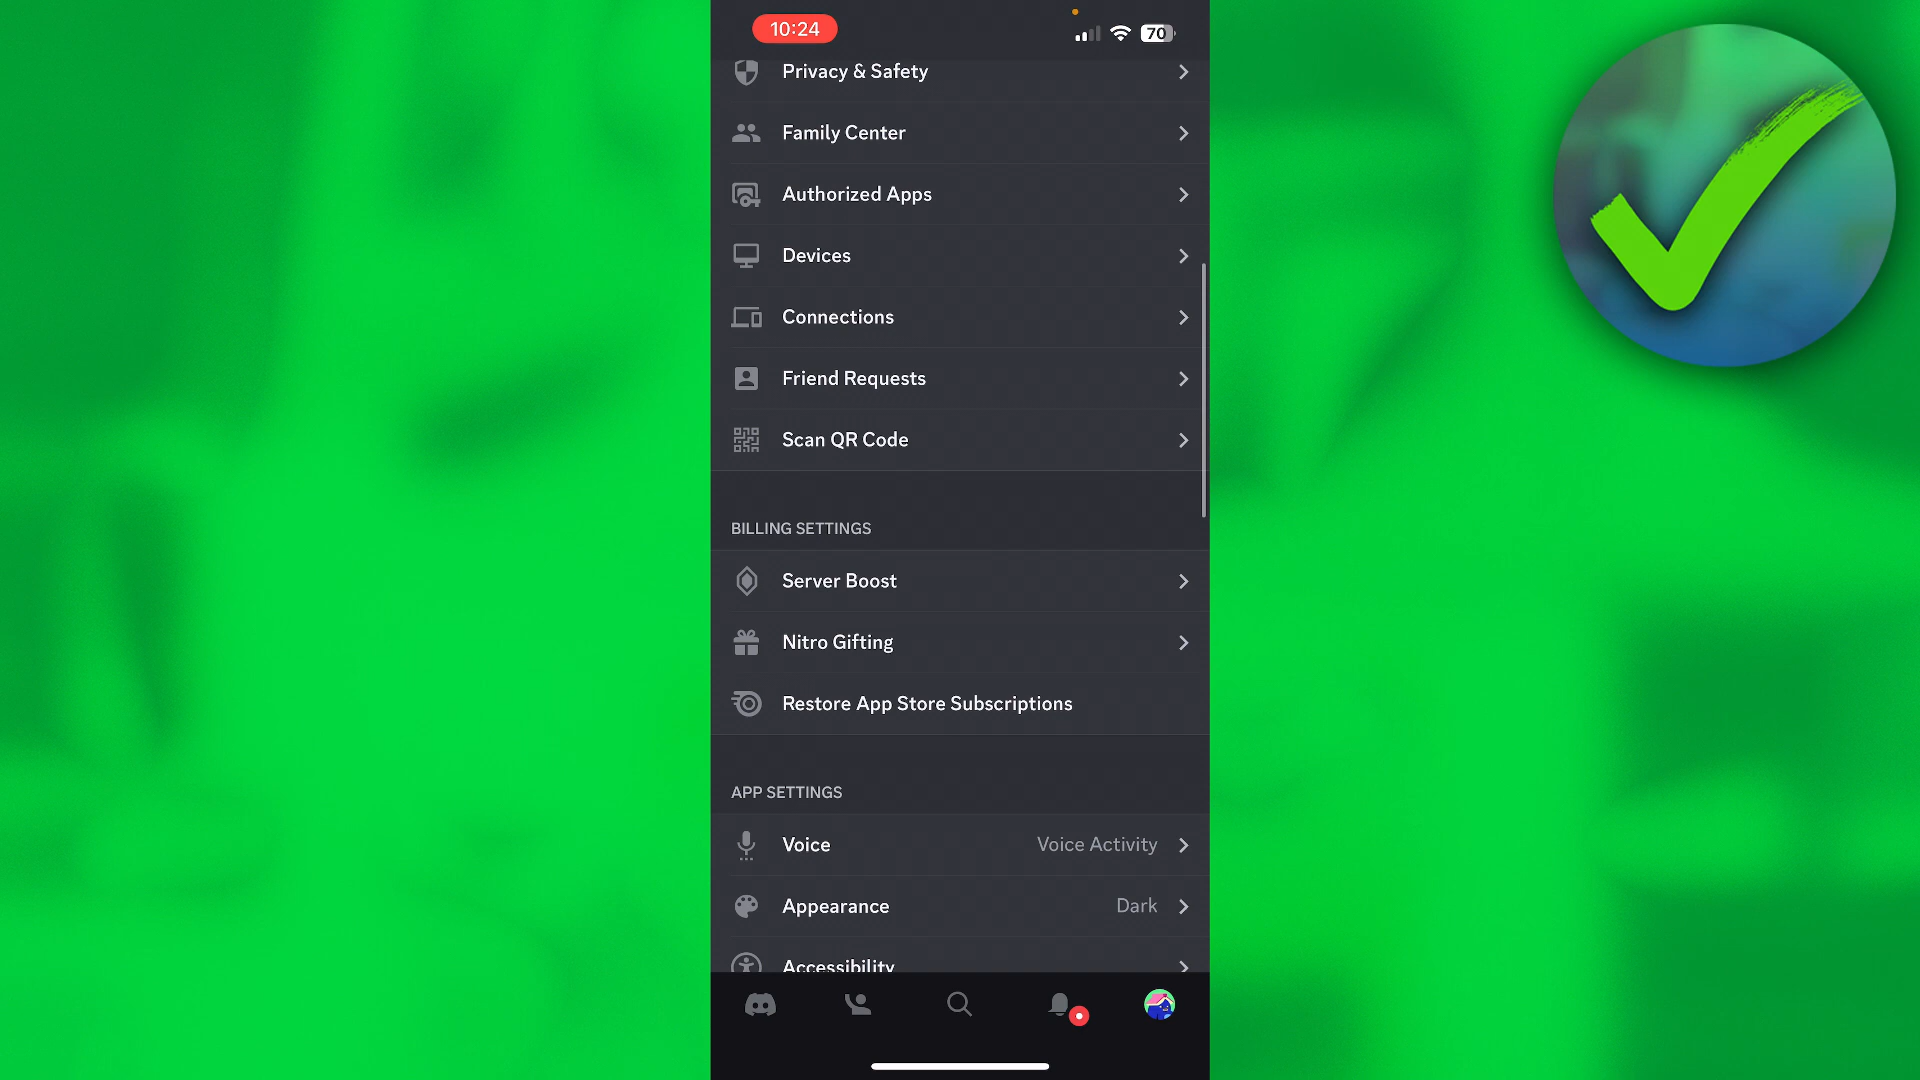 10:24
70
Privacy & Safety
Family Center
Authorized Apps
Devices
Connections
Friend Requests
Scan QR Code
BILLING SETTINGS
Server Boost
Nitro Gifting
Restore App Store Subscriptions
APP SETTINGS
Voice Voice Activity
Appearance Dark
Accessibility